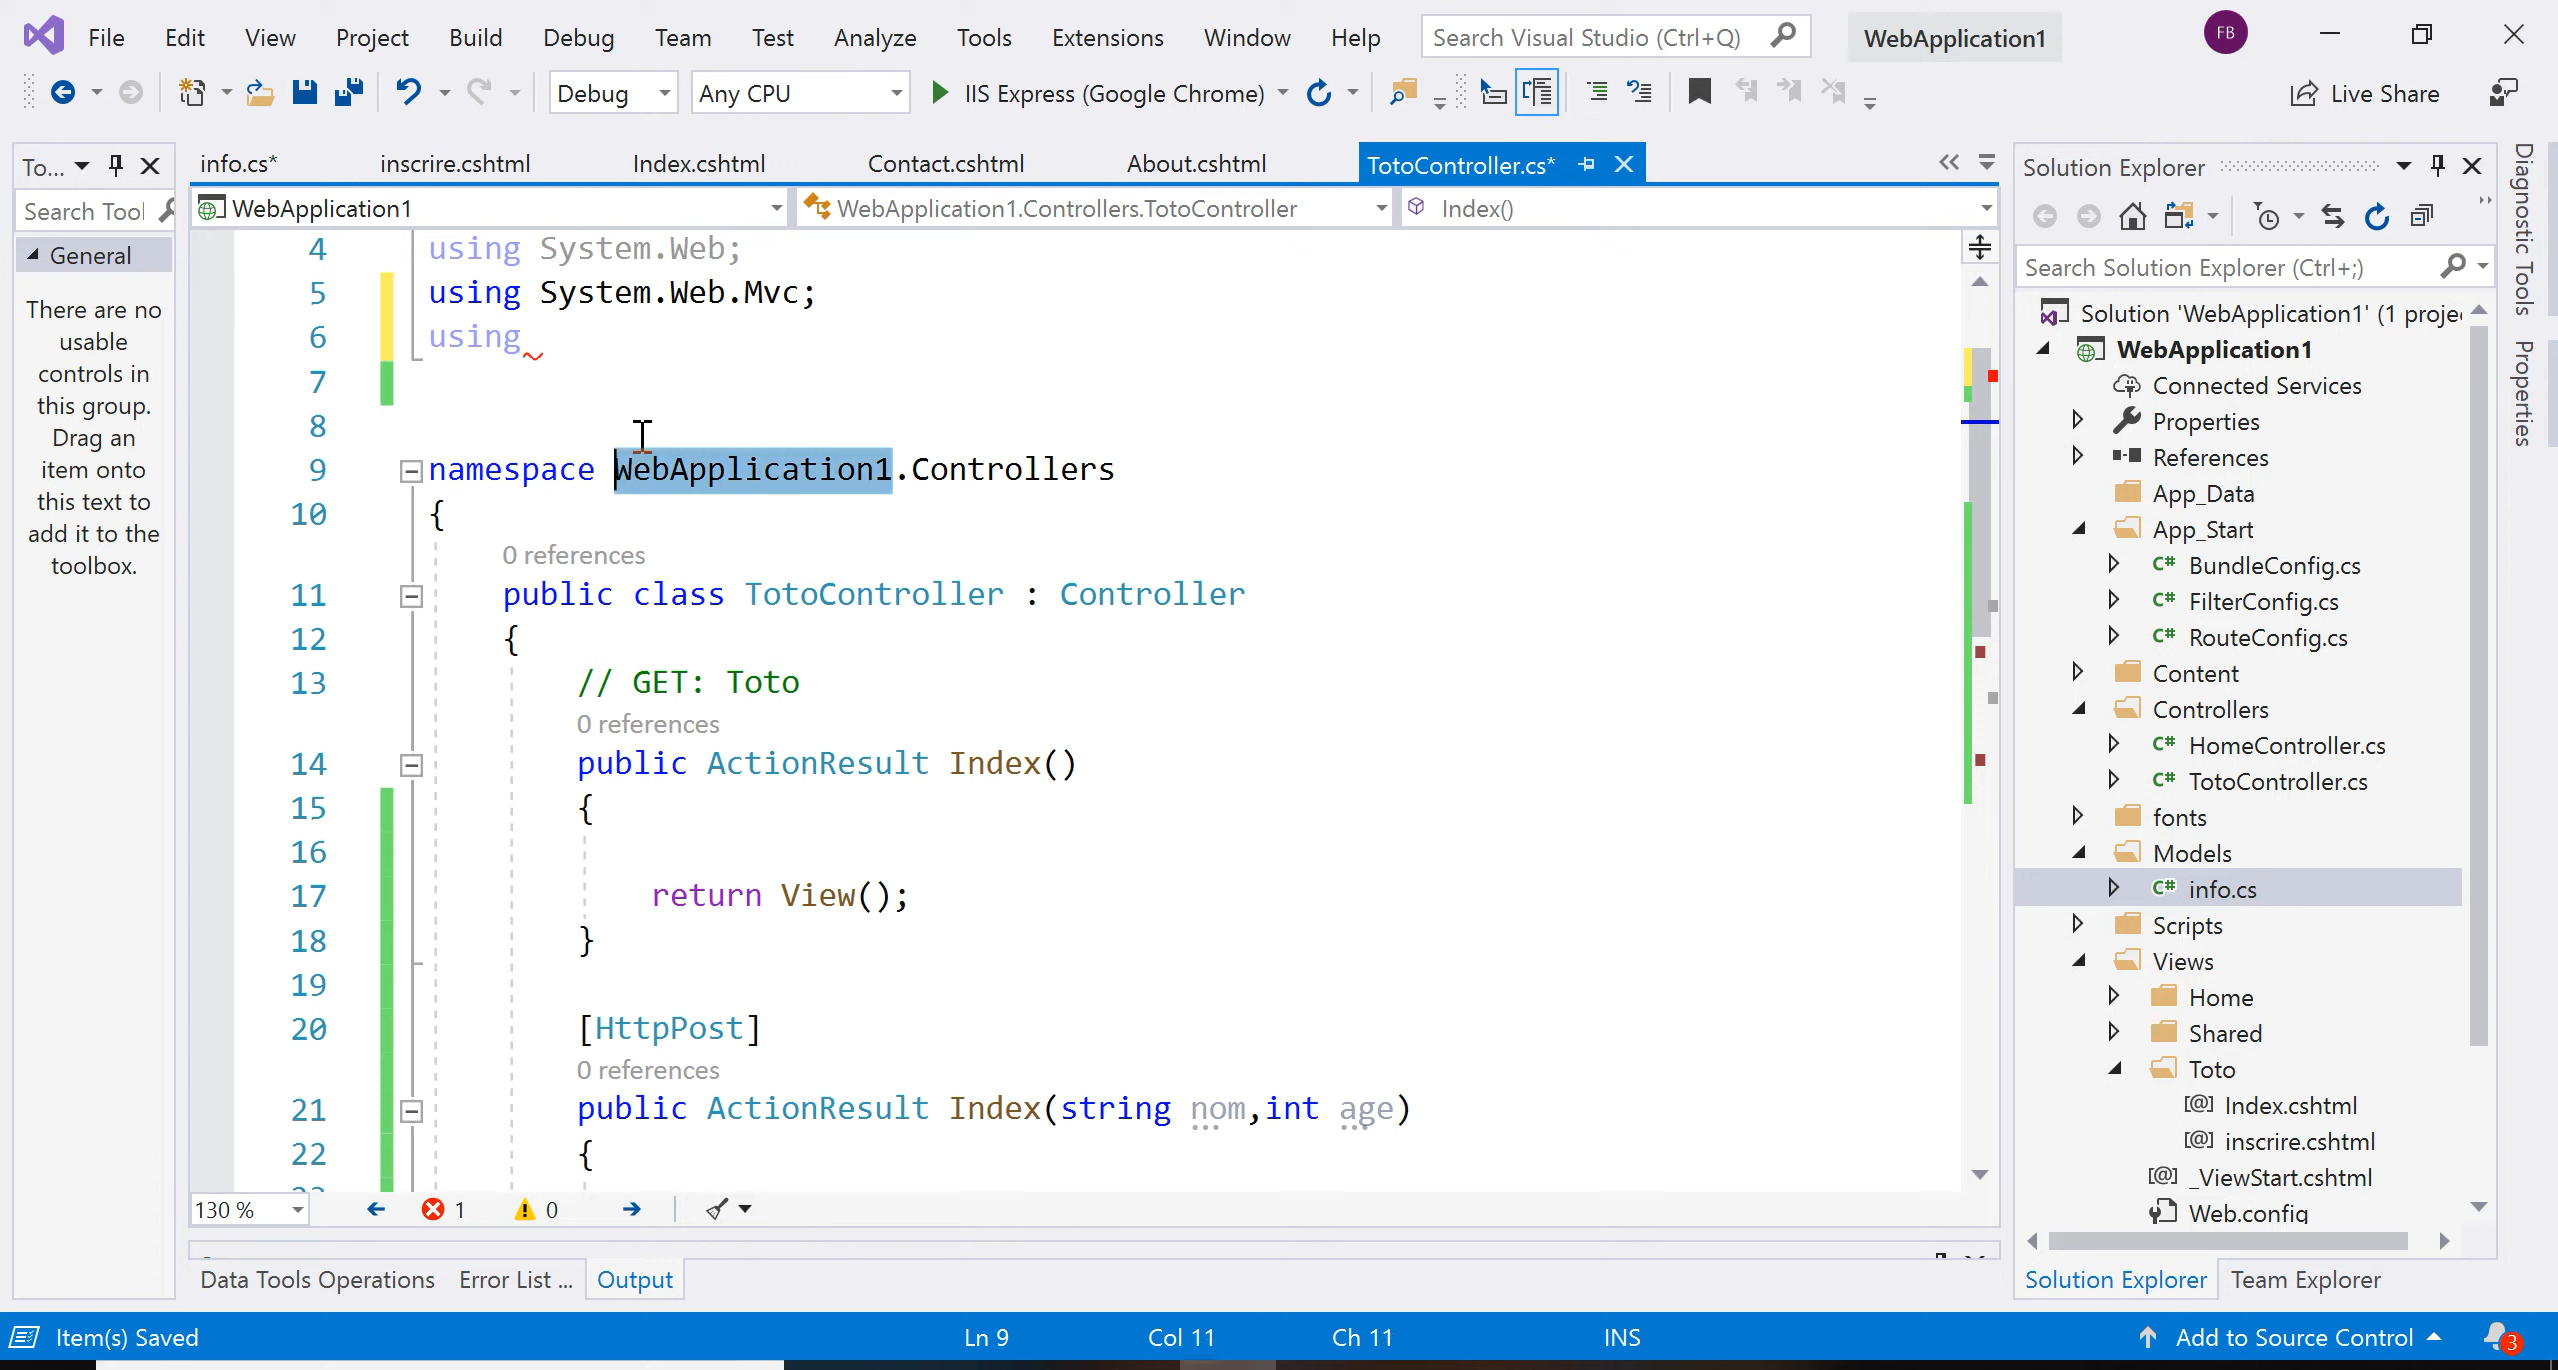 File Edit View Project Build Debug Team Test Analyze Tools Extensions Window Help Search Visual Studio (Ctrl+Q) WebApplication1 FB
Debug Any CPU IIS Express (Google Chrome) Live Share
To...
Search Tool
General
There are no
usable
controls in
this group.
Drag an
item onto
this text to
add it to the
toolbox.
info.cs* inscrire.cshtml Index.cshtml Contact.cshtml About.cshtml TotoController.cs*
WebApplication1 WebApplication1.Controllers.TotoController Index()
4 using System.Web;
5 using System.Web.Mvc;
6 using
7
8
9 namespace WebApplication1.Controllers
10 {
0 references
11 public class TotoController : Controller
12 {
13 // GET: Toto
0 references
14 public ActionResult Index()
15 {
16
17 return View();
18 }
19
20 [HttpPost]
0 references
21 public ActionResult Index(string nom,int age)
22 {
130 % 1 0
Data Tools Operations Error List ... Output
Solution Explorer
Search Solution Explorer (Ctrl+;)
Solution 'WebApplication1' (1 proje
WebApplication1
Connected Services
Properties
References
App_Data
App_Start
C# BundleConfig.cs
C# FilterConfig.cs
C# RouteConfig.cs
Content
Controllers
C# HomeController.cs
C# TotoController.cs
fonts
Models
C# info.cs
Scripts
Views
Home
Shared
Toto
[@] Index.cshtml
[@] inscrire.cshtml
[@] _ViewStart.cshtml
Web.config
Solution Explorer Team Explorer
Diagnostic Tools
Properties
Item(s) Saved Ln 9 Col 11 Ch 11 INS Add to Source Control 3